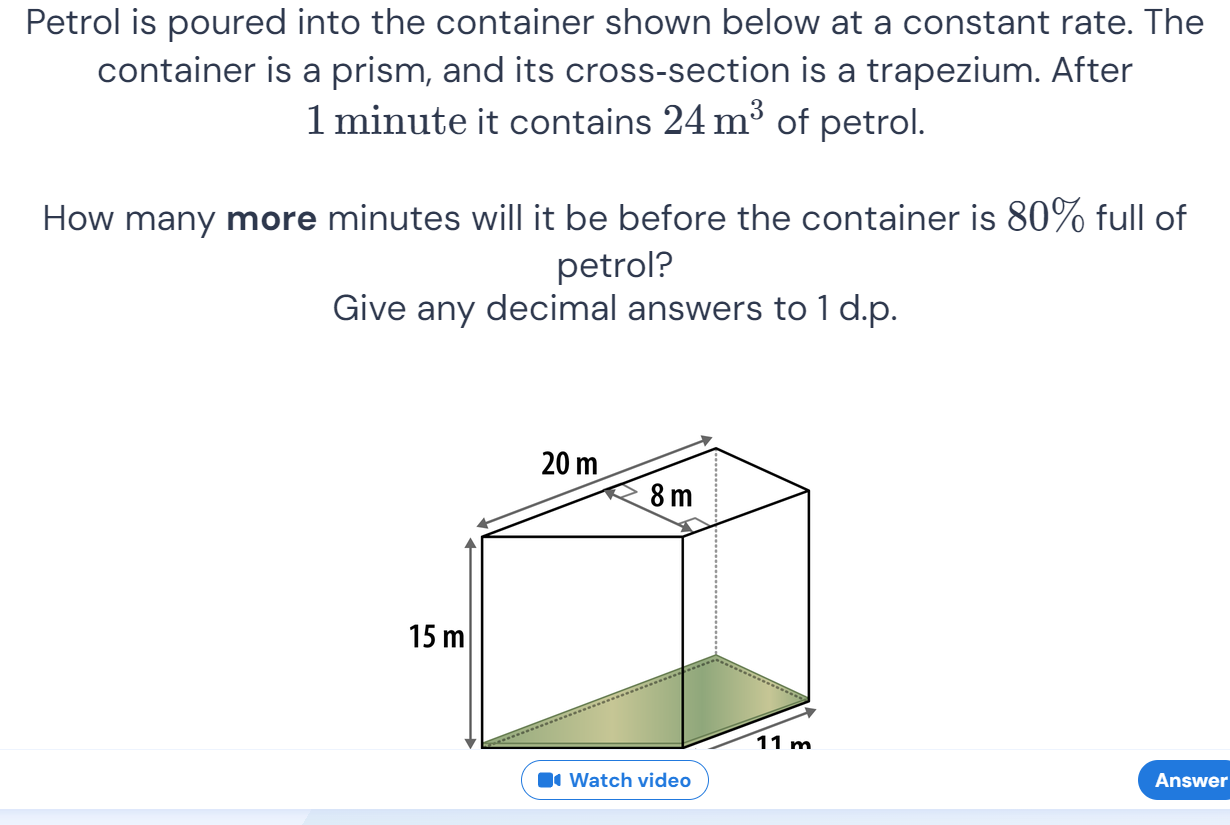 Petrol is poured into the container shown below at a constant rate. The
container is a prism, and its cross-section is a trapezium. After
1 minute it contains 24 m³ of petrol.
How many more minutes will it be before the container is 80% full of
petrol?
Give any decimal answers to 1 d.p.
20 m
8 m
15 m
11 m
Watch video
Answer